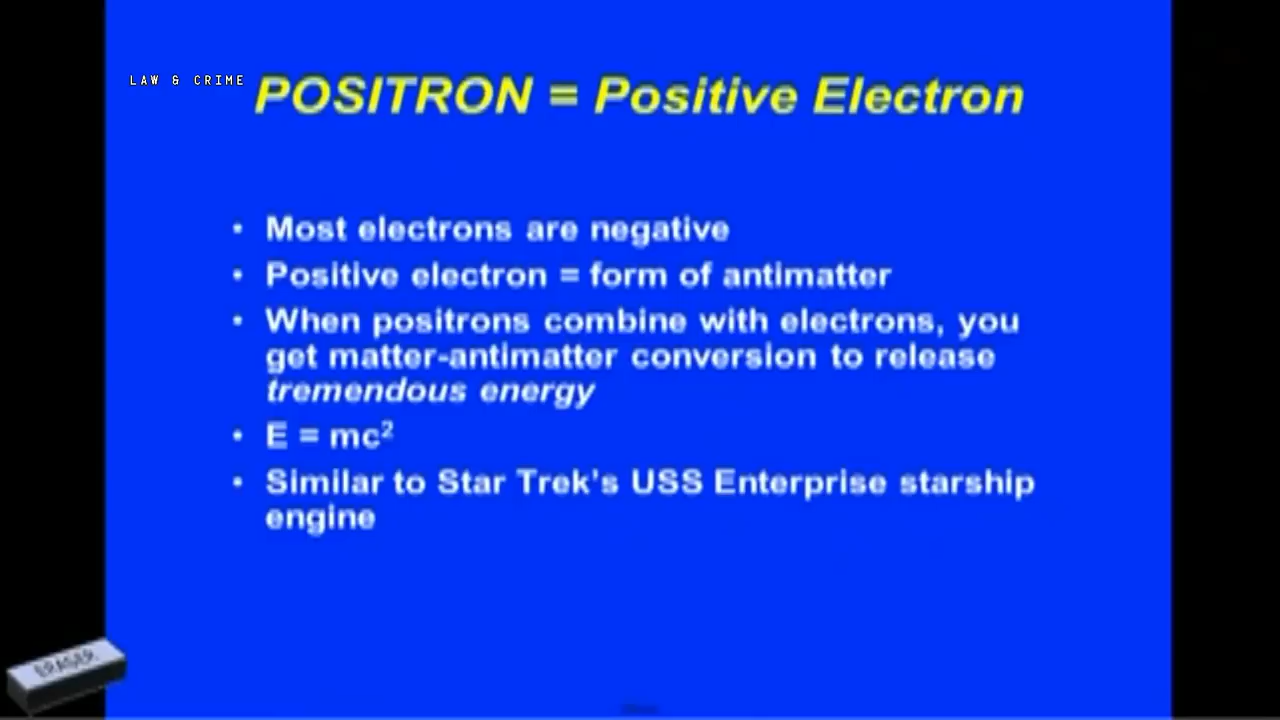 LAW & CRIME
POSITRON = Positive Electron
• Most electrons are negative
• Positive electron = form of antimatter
• When positrons combine with electrons, you
get matter-antimatter conversion to release
tremendous energy
• E = mc²
• Similar to Star Trek's USS Enterprise starship
engine
ERASER